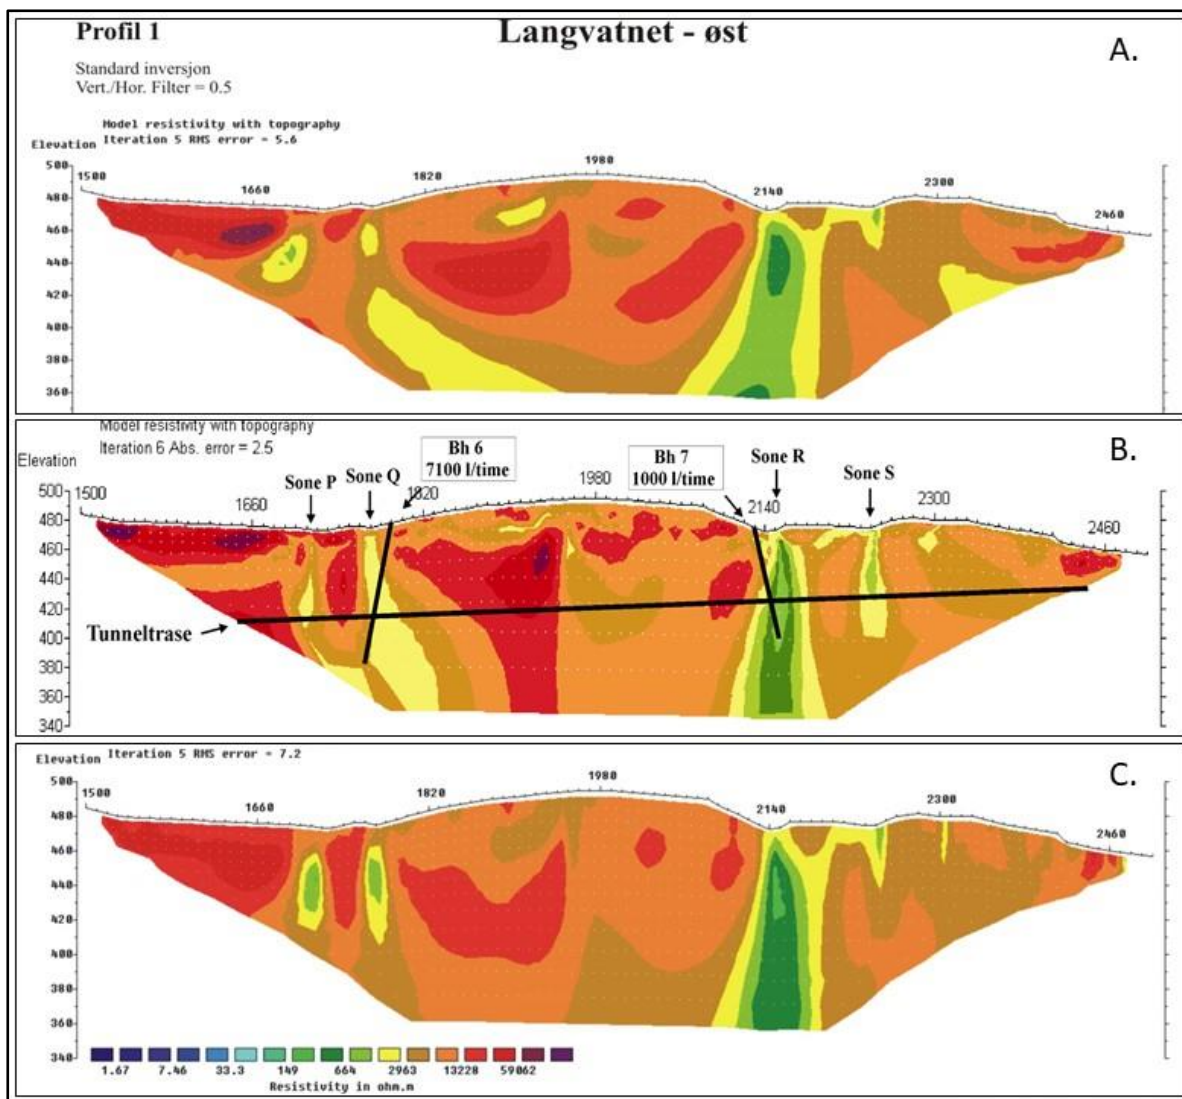 Profil 1
Langvatnet - øst
A.
Standard inversjon
Vert./Hor. Filter = 0.5
Model resistivity with topography
Elevation Iteration 5 RMS error = 5.6
500
1500 1660 1820 1980 2140 2300 2460
480
460
440
420
400
380
360
B.
Model resistivity with topography
Iteration 6 Abs. error = 2.5
Elevation
Sone P
Sone Q
Bh 6
7100 l/time
Bh 7
1000 l/time
Sone R
Sone S
500
1500 1660 1820 1980 2140 2300 2460
480
460
440
420
400
380
360
340
Tunneltrase
C.
Elevation Iteration 5 RMS error = 7.2
500
1500 1660 1820 1980 2140 2300 2460
480
460
440
420
400
380
360
340
1.67 7.46 33.3 149 664 2963 13228 59062
Resistivity in ohm.m